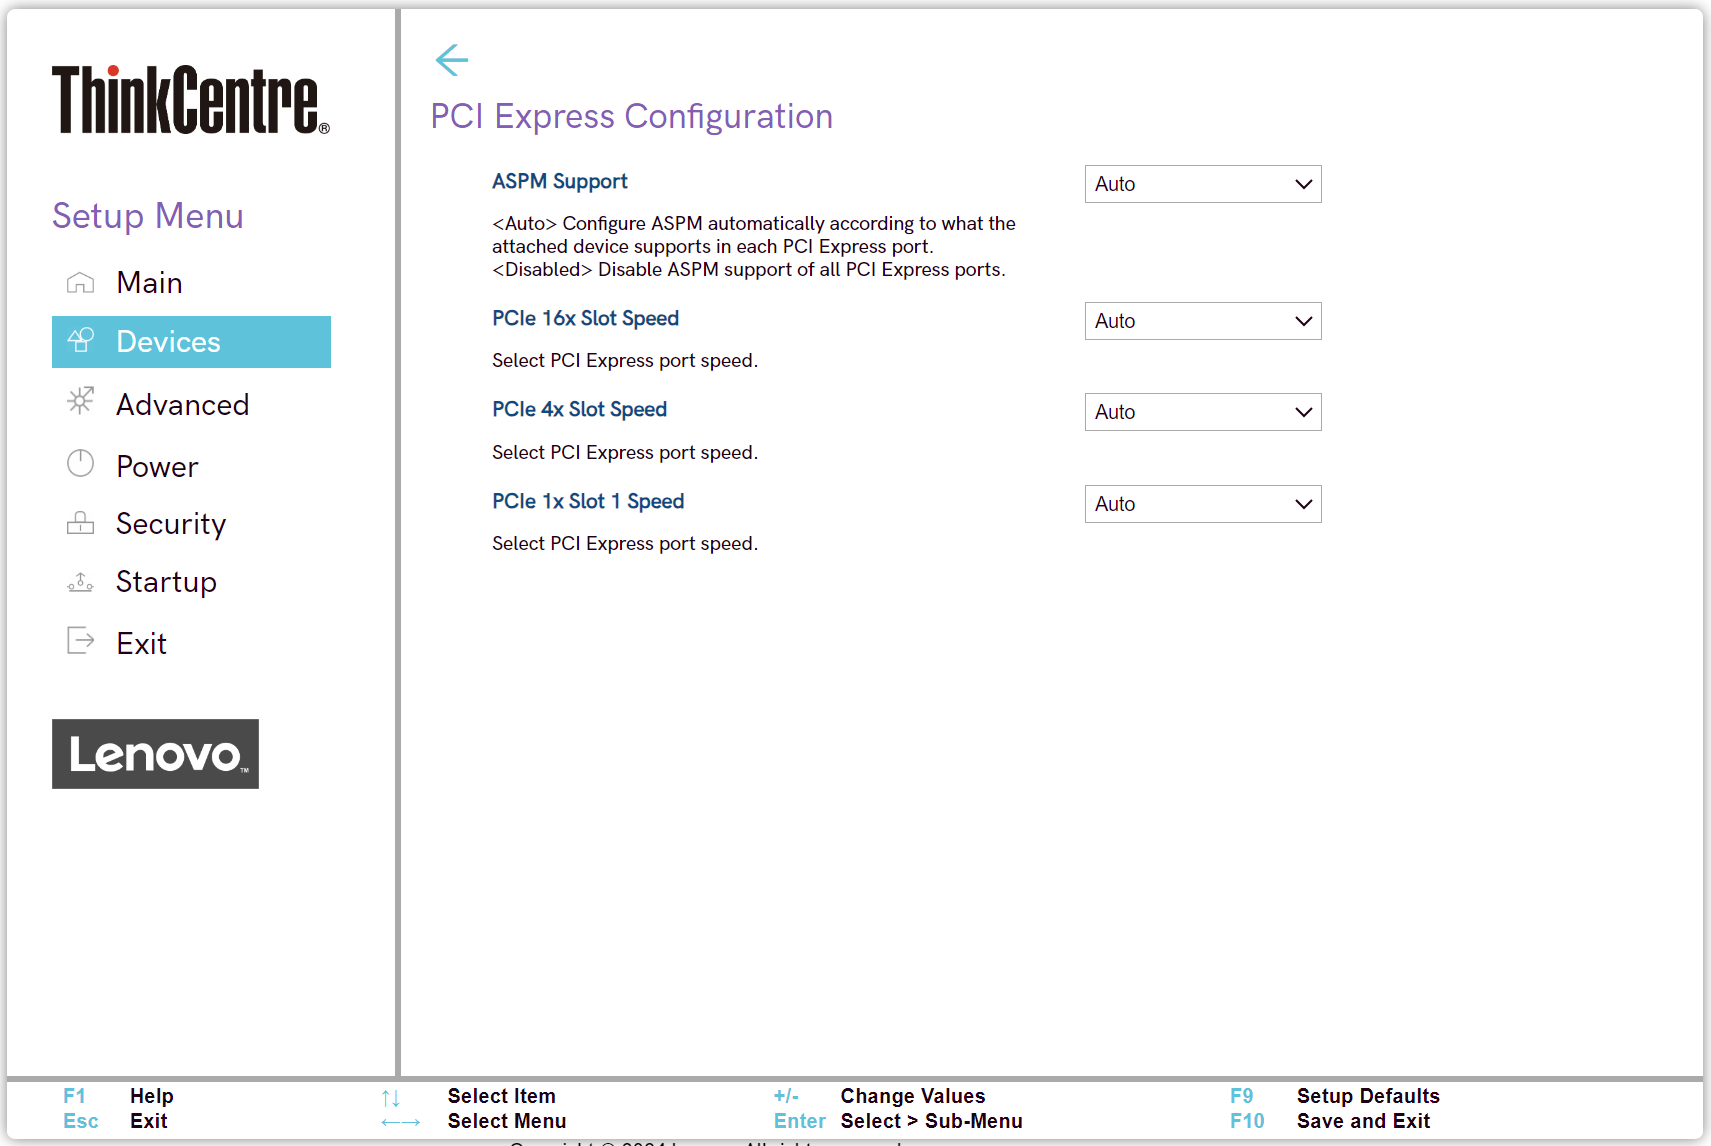 ThinkCentre®
Setup Menu
Main
Devices
Advanced
Power
Security
Startup
Exit
Lenovo™
PCI Express Configuration
ASPM Support
Auto
<Auto> Configure ASPM automatically according to what the
attached device supports in each PCI Express port.
<Disabled> Disable ASPM support of all PCI Express ports.
PCIe 16x Slot Speed
Auto
Select PCI Express port speed.
PCIe 4x Slot Speed
Auto
Select PCI Express port speed.
PCIe 1x Slot 1 Speed
Auto
Select PCI Express port speed.
F1 Help ↑↓ Select Item +/- Change Values F9 Setup Defaults
Esc Exit ←→ Select Menu Enter Select > Sub-Menu F10 Save and Exit